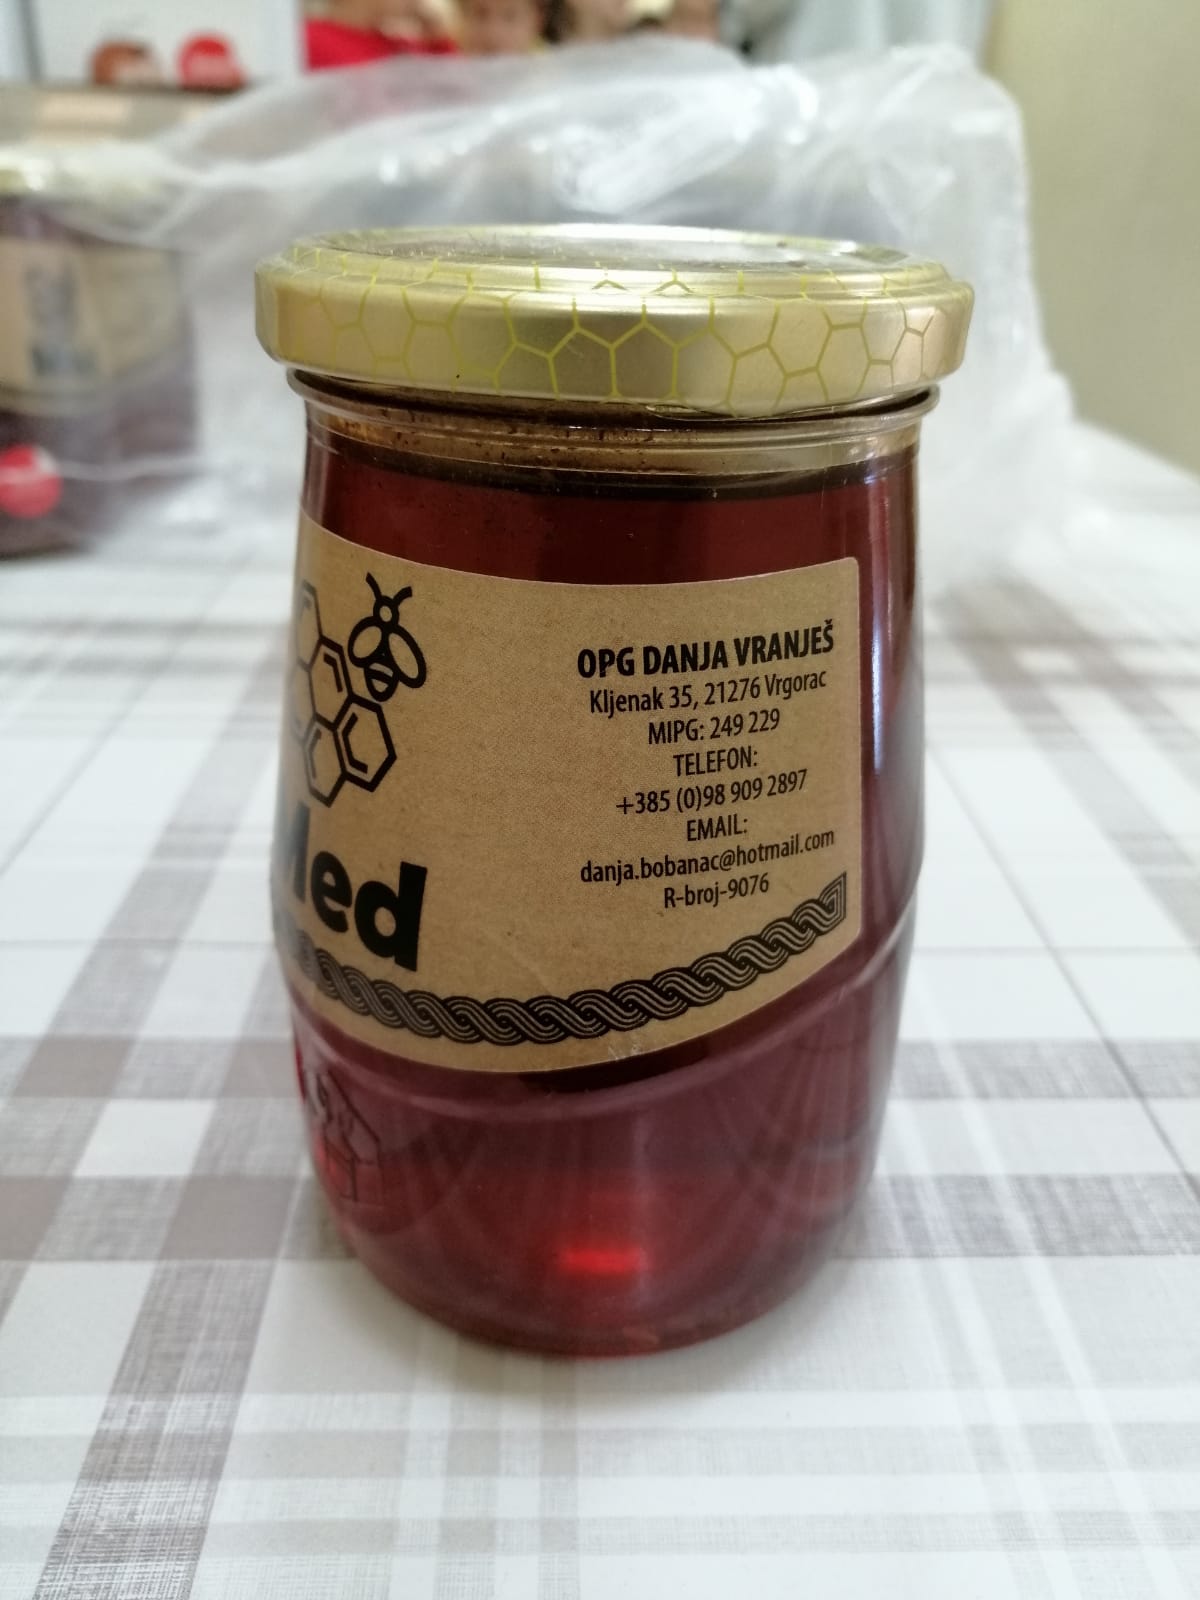 Med
OPG DANJA VRANJEŠ
Kljenak 35, 21276 Vrgorac
MIPG: 249 229
TELEFON:
+385 (0)98 909 2897
EMAIL:
danja.bobanac@hotmail.com
R-broj-9076